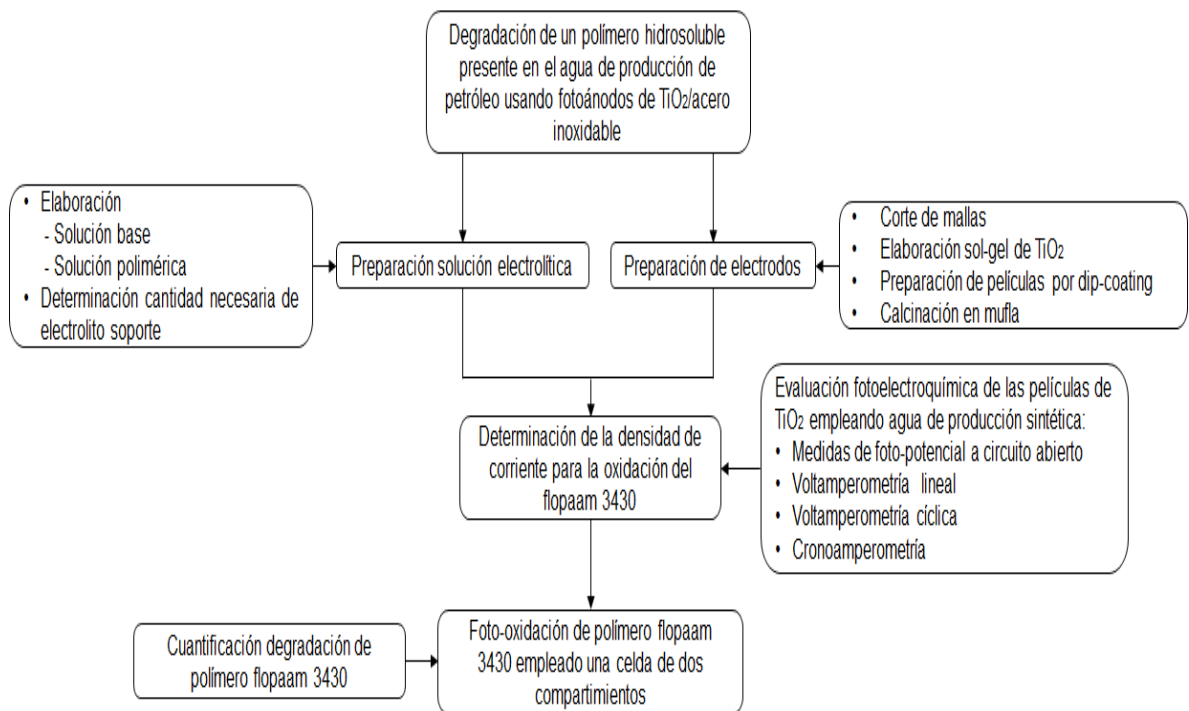 Degradación de un polímero hidrosoluble
presente en el agua de producción de
petróleo usando fotoánodos de TiO₂/acero
inoxidable
• Elaboración
- Solución base
- Solución polimérica
• Determinación cantidad necesaria de
electrolito soporte
Preparación solución electrolítica
Preparación de electrodos
• Corte de mallas
• Elaboración sol-gel de TiO₂
• Preparación de películas por dip-coating
• Calcinación en mufla
Determinación de la densidad de
corriente para la oxidación del
flopaam 3430
Evaluación fotoelectroquímica de las películas de
TiO₂ empleando agua de producción sintética:
• Medidas de foto-potencial a circuito abierto
• Voltamperometría lineal
• Voltamperometría cíclica
• Cronoamperometría
Cuantificación degradación de
polímero flopaam 3430
Foto-oxidación de polímero flopaam
3430 empleado una celda de dos
compartimientos